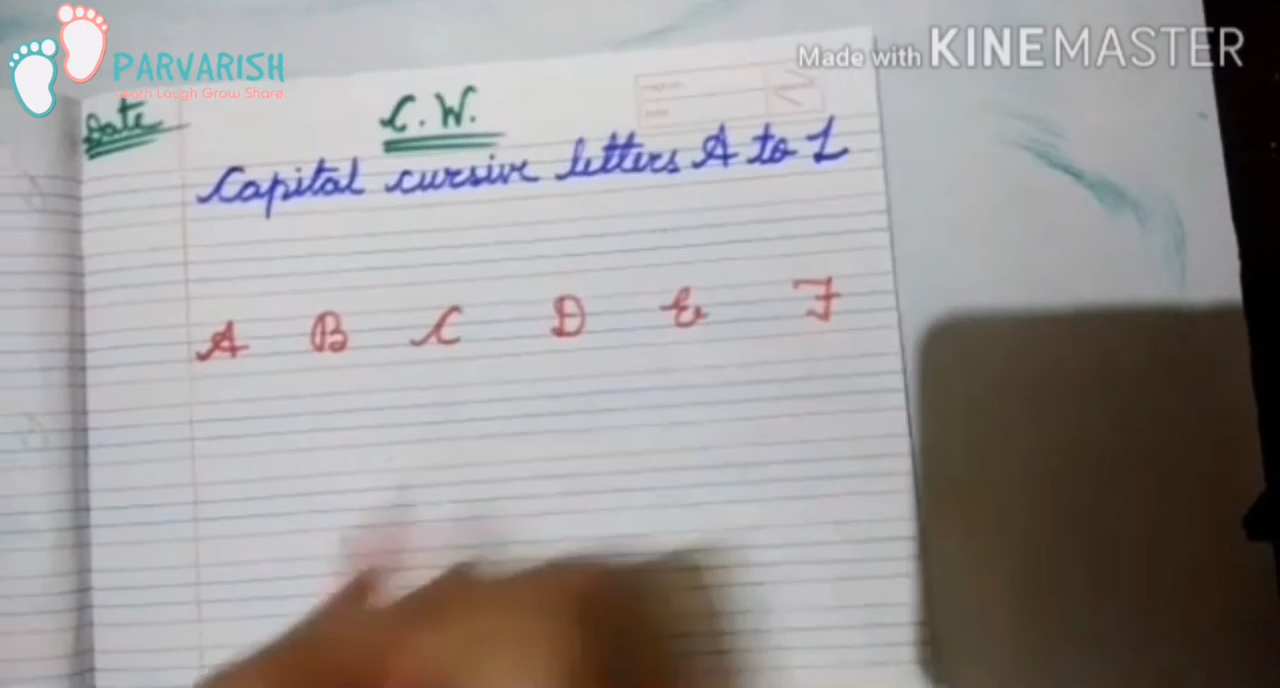 PARVARISH
Learn Laugh Grow Share.
Made with KINEMASTER
Date
C.W.
Capital cursive letters A to L
A B C D E F